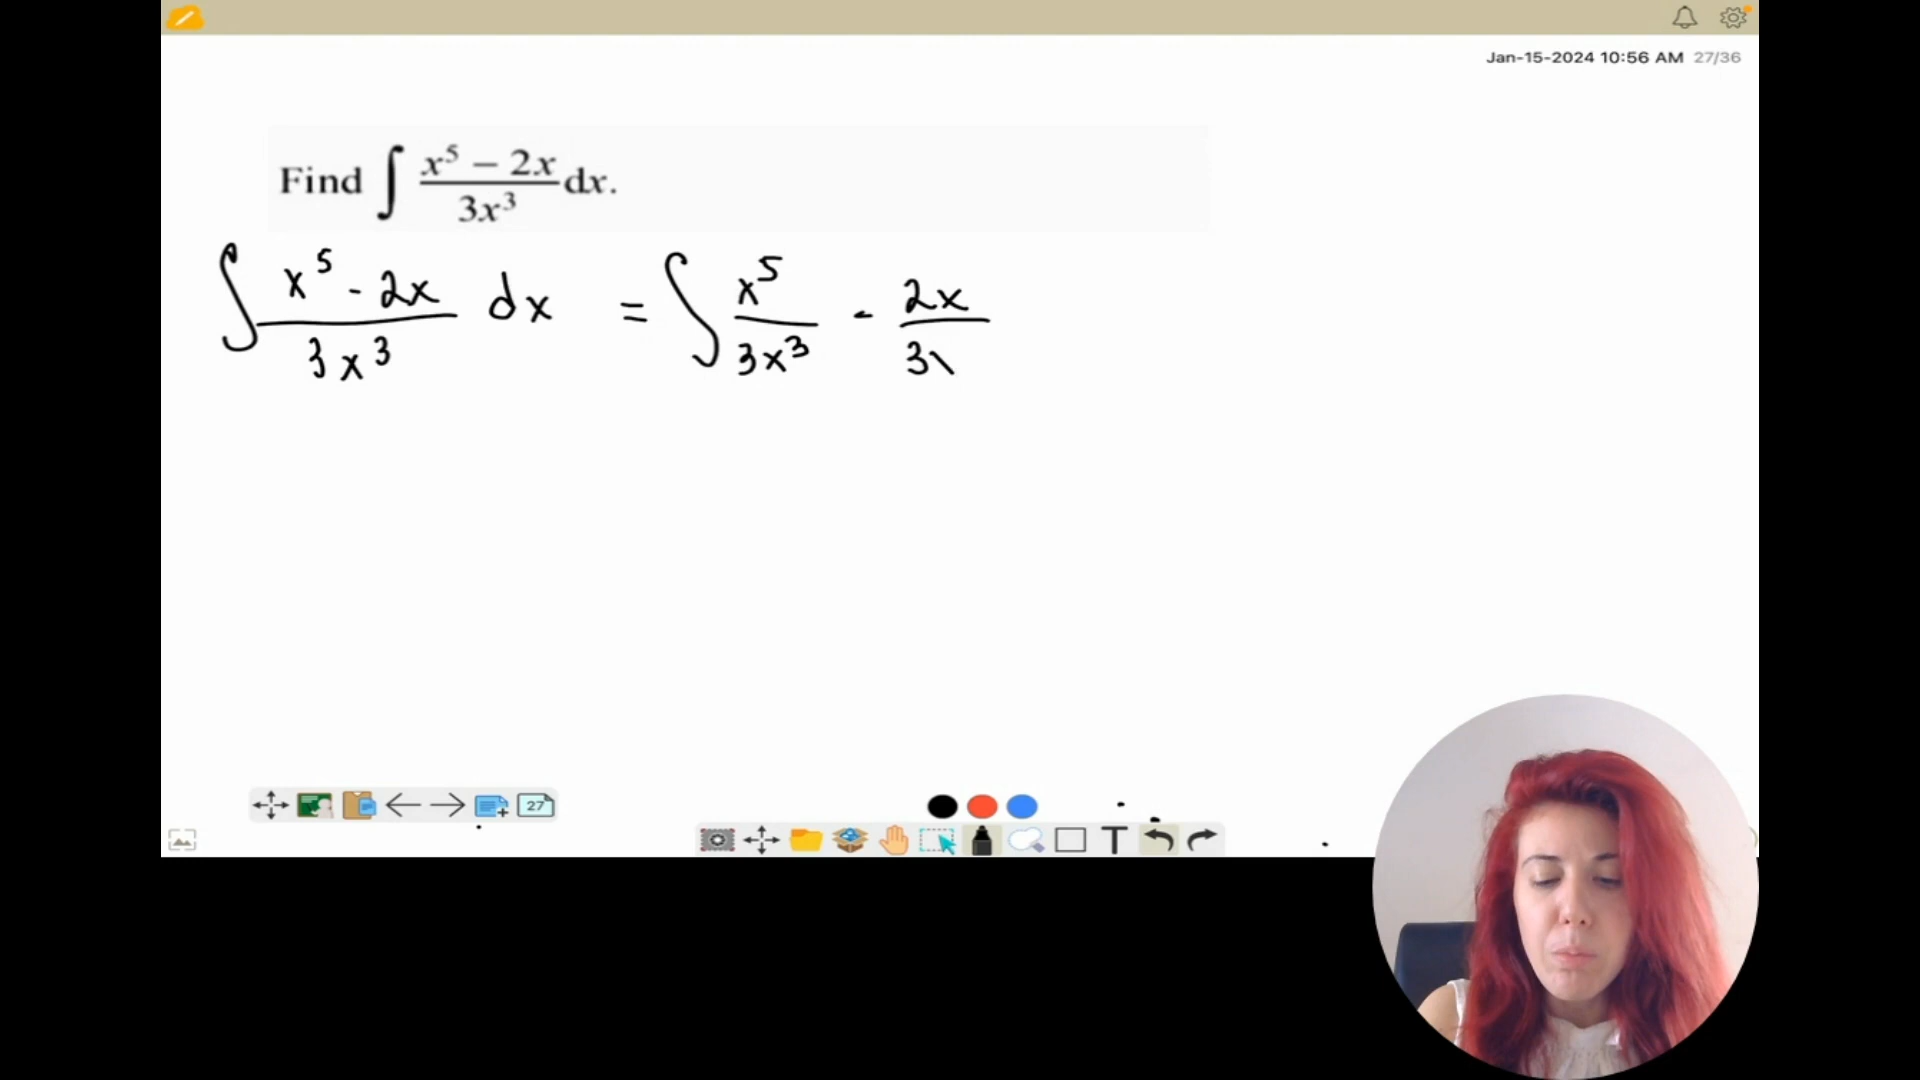 Jan-15-2024 10:56 AM 27/36
Find ∫ (x⁵ − 2x)/(3x³) dx.
∫ (x⁵ - 2x)/(3x³) dx = ∫ x⁵/(3x³) - 2x/3\
27
T